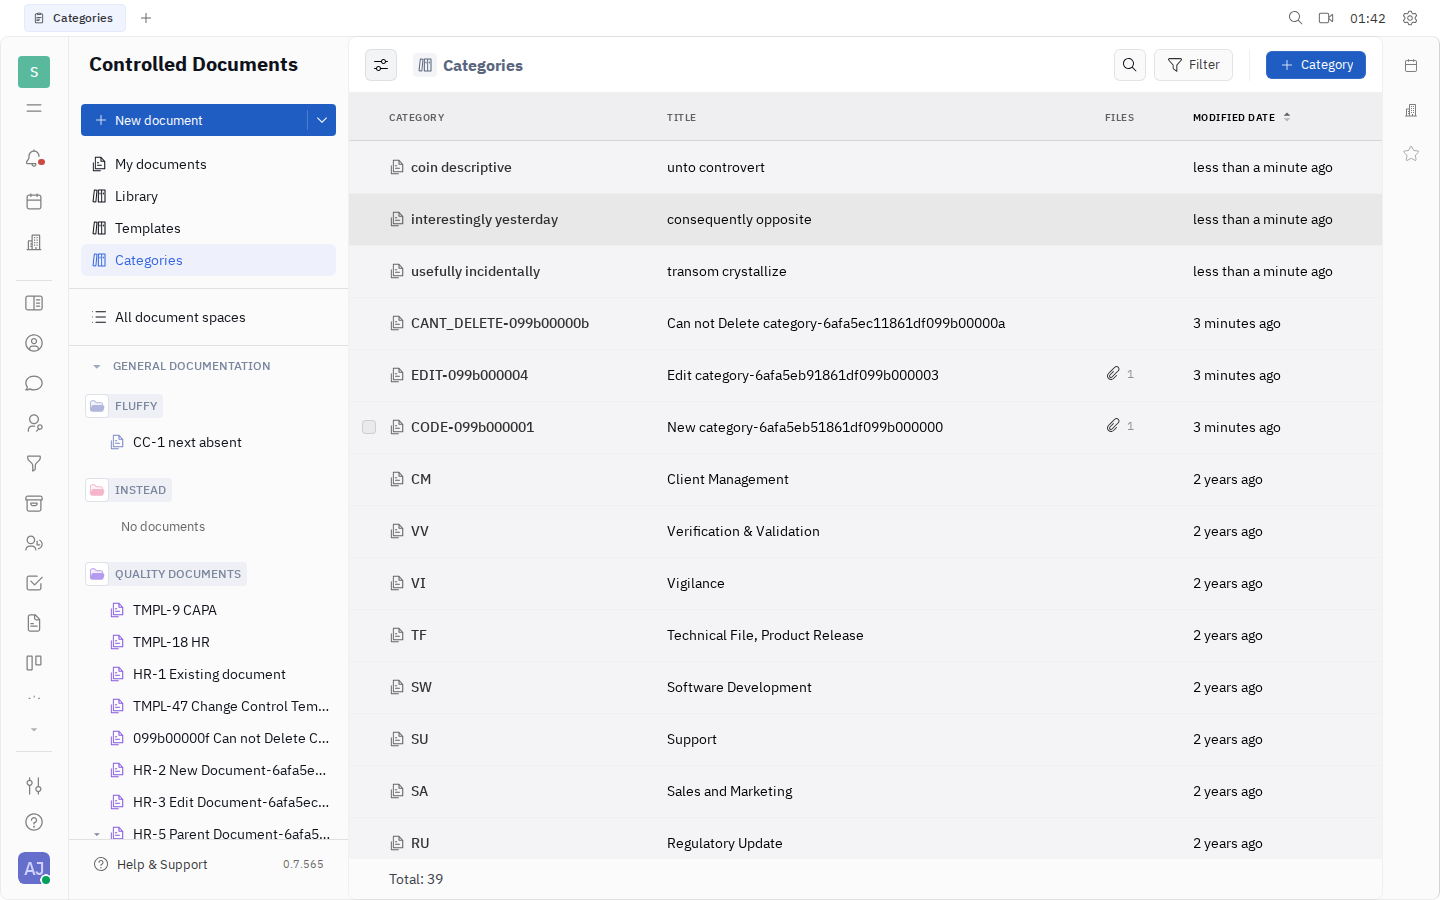 Categories
01:42
S
Controlled Documents
New document
My documents
Library
Templates
Categories
All document spaces
GENERAL DOCUMENTATION
FLUFFY
CC-1 next absent
INSTEAD
No documents
QUALITY DOCUMENTS
TMPL-9 CAPA
TMPL-18 HR
HR-1 Existing document
TMPL-47 Change Control Tem...
099b00000f Can not Delete C...
HR-2 New Document-6afa5e...
HR-3 Edit Document-6afa5ec...
HR-5 Parent Document-6afa5...
Help & Support 0.7.565
AJ
Categories
Filter
Category
CATEGORY TITLE FILES MODIFIED DATE
coin descriptive unto controvert less than a minute ago
interestingly yesterday consequently opposite less than a minute ago
usefully incidentally transom crystallize less than a minute ago
CANT_DELETE-099b00000b Can not Delete category-6afa5ec11861df099b00000a 3 minutes ago
EDIT-099b000004 Edit category-6afa5eb91861df099b000003 1 3 minutes ago
CODE-099b000001 New category-6afa5eb51861df099b000000 1 3 minutes ago
CM Client Management 2 years ago
VV Verification & Validation 2 years ago
VI Vigilance 2 years ago
TF Technical File, Product Release 2 years ago
SW Software Development 2 years ago
SU Support 2 years ago
SA Sales and Marketing 2 years ago
RU Regulatory Update 2 years ago
Total: 39